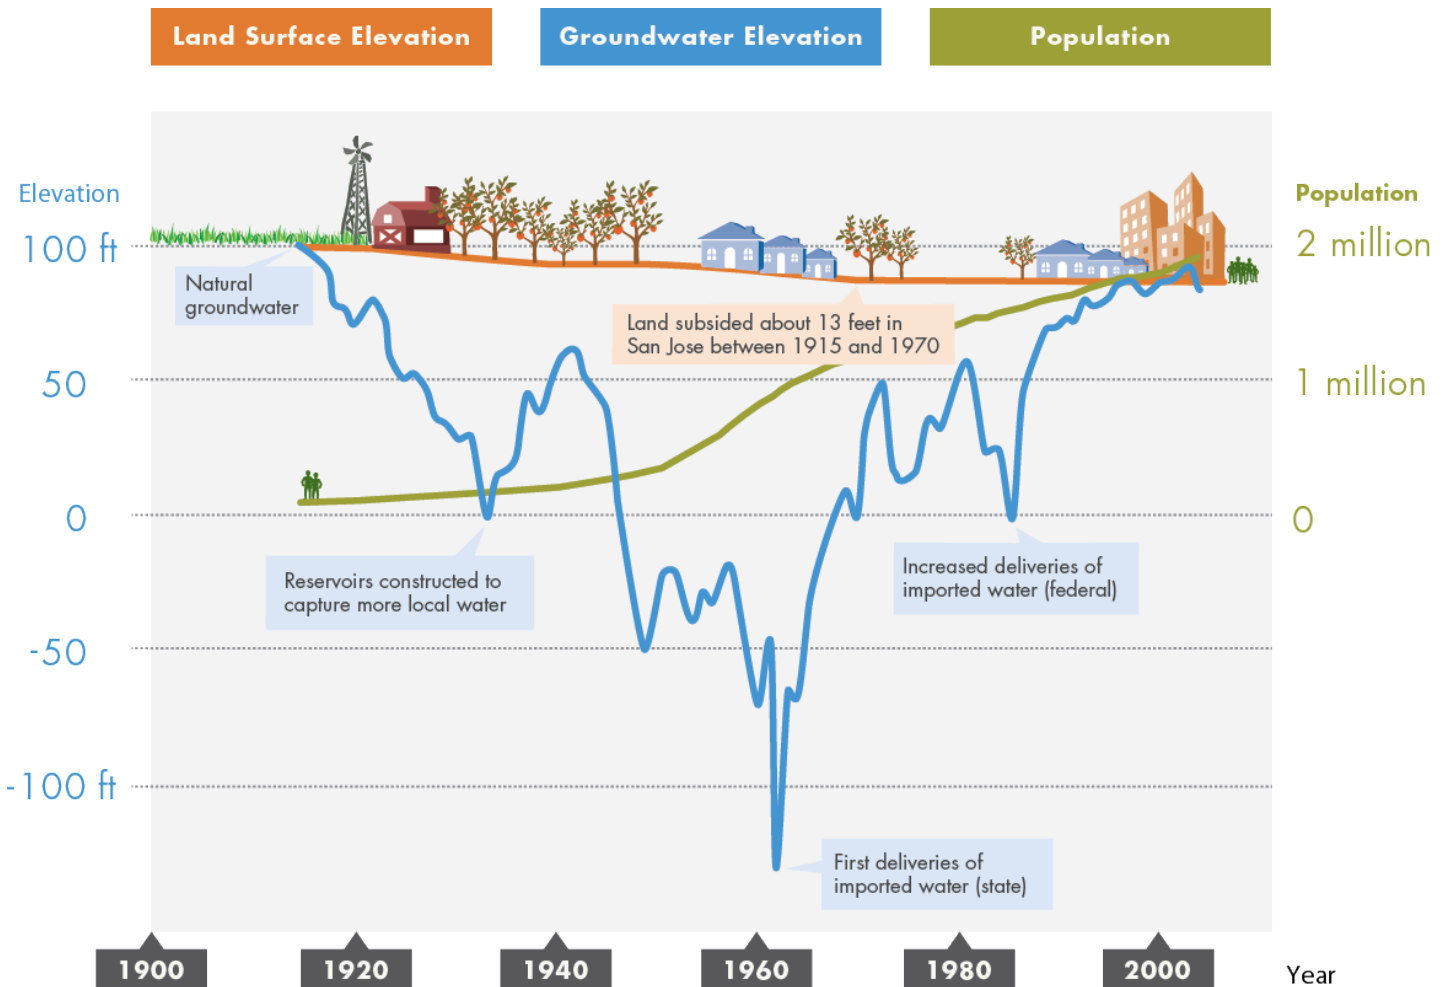 Land Surface Elevation
Groundwater Elevation
Population
Elevation
Population
100 ft
2 million
Natural
groundwater
Land subsided about 13 feet in
San Jose between 1915 and 1970
50
1 million
0
0
Reservoirs constructed to
capture more local water
Increased deliveries of
imported water (federal)
-50
-100 ft
First deliveries of
imported water (state)
1900
1920
1940
1960
1980
2000
Year